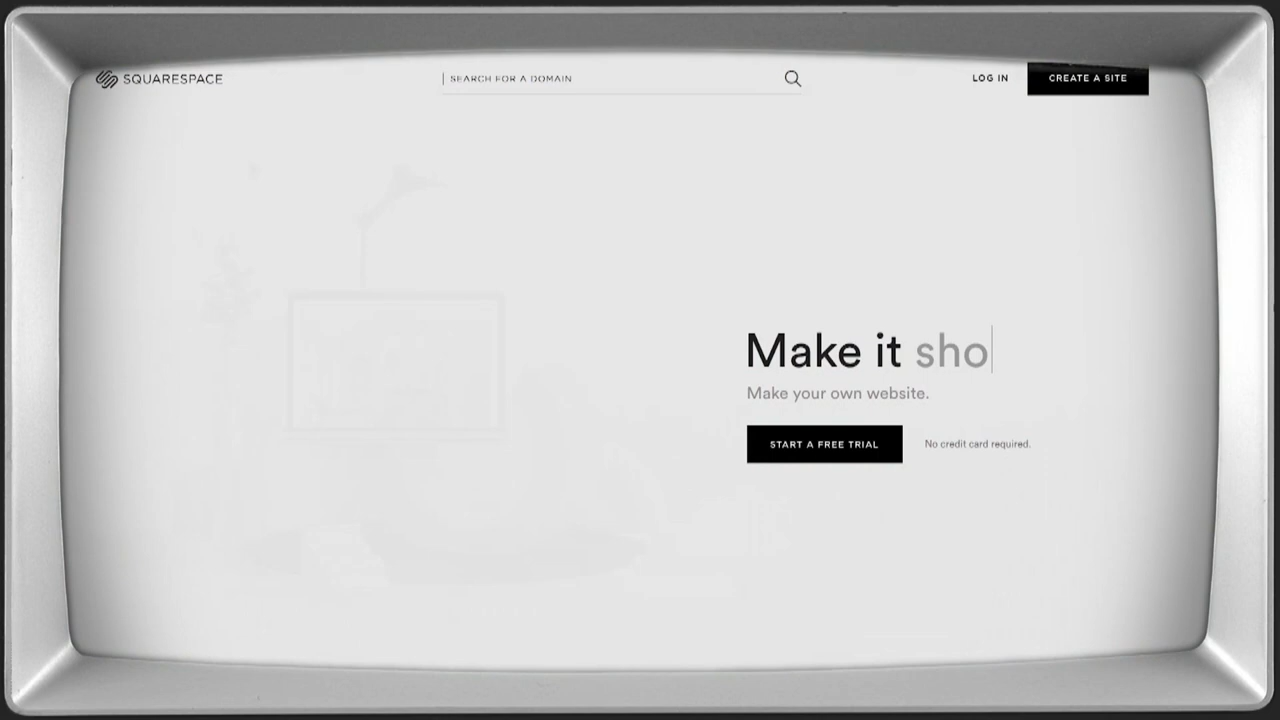 SQUARESPACE
SEARCH FOR A DOMAIN
LOG IN
CREATE A SITE
Make it sho
Make your own website.
START A FREE TRIAL
No credit card required.